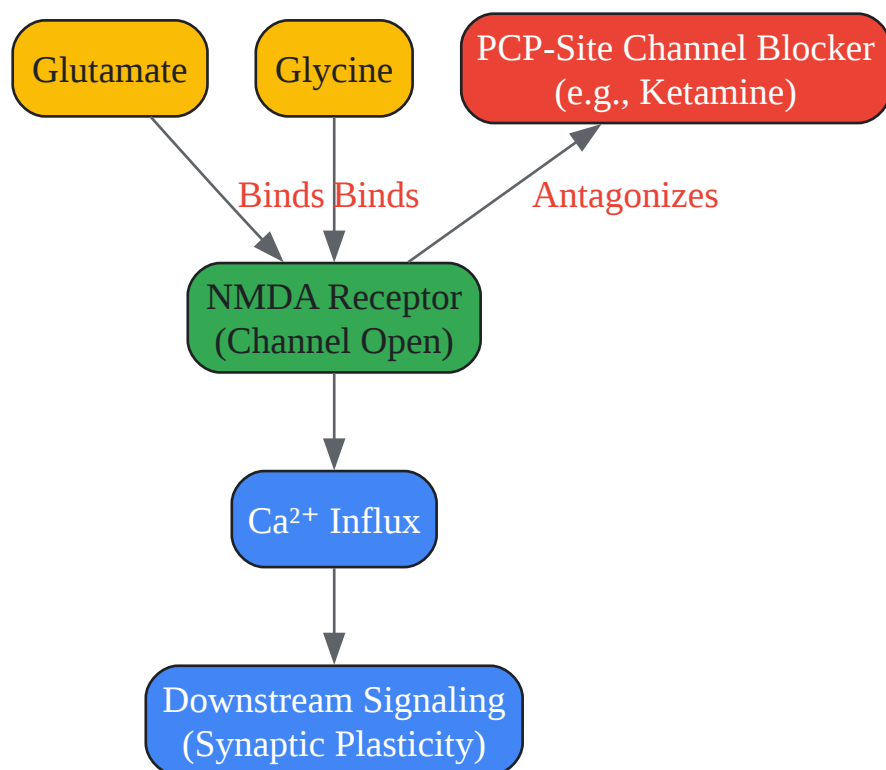 Glutamate
Glycine
PCP-Site Channel Blocker
(e.g., Ketamine)
Binds
Binds
Antagonizes
NMDA Receptor
(Channel Open)
Ca²⁺ Influx
Downstream Signaling
(Synaptic Plasticity)